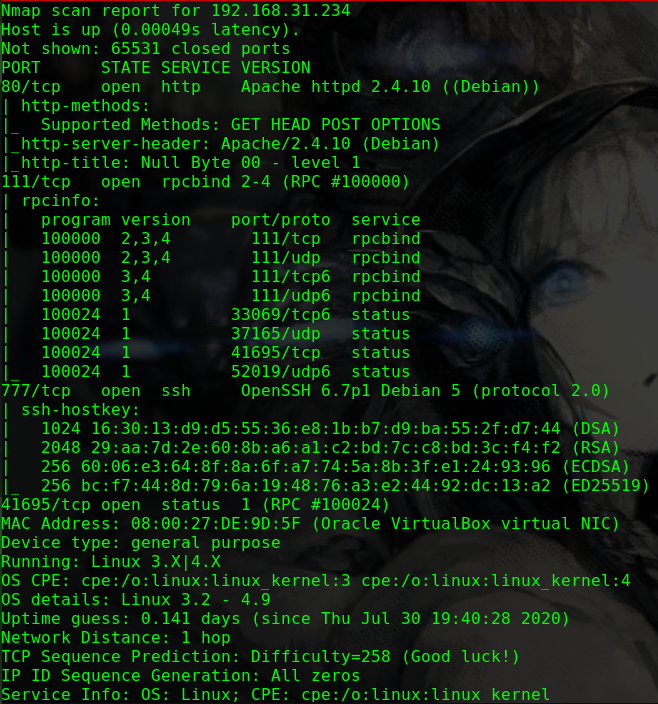 Nmap scan report for 192.168.31.234
Host is up (0.00049s latency).
Not shown: 65531 closed ports
PORT      STATE SERVICE VERSION
80/tcp    open  http    Apache httpd 2.4.10 ((Debian))
| http-methods:
|_  Supported Methods: GET HEAD POST OPTIONS
|_http-server-header: Apache/2.4.10 (Debian)
|_http-title: Null Byte 00 - level 1
111/tcp   open  rpcbind 2-4 (RPC #100000)
| rpcinfo:
|   program version    port/proto  service
|   100000  2,3,4        111/tcp   rpcbind
|   100000  2,3,4        111/udp   rpcbind
|   100000  3,4          111/tcp6  rpcbind
|   100000  3,4          111/udp6  rpcbind
|   100024  1          33069/tcp6  status
|   100024  1          37165/udp   status
|   100024  1          41695/tcp   status
|_  100024  1          52019/udp6  status
777/tcp   open  ssh     OpenSSH 6.7p1 Debian 5 (protocol 2.0)
| ssh-hostkey:
|   1024 16:30:13:d9:d5:55:36:e8:1b:b7:d9:ba:55:2f:d7:44 (DSA)
|   2048 29:aa:7d:2e:60:8b:a6:a1:c2:bd:7c:c8:bd:3c:f4:f2 (RSA)
|   256 60:06:e3:64:8f:8a:6f:a7:74:5a:8b:3f:e1:24:93:96 (ECDSA)
|_  256 bc:f7:44:8d:79:6a:19:48:76:a3:e2:44:92:dc:13:a2 (ED25519)
41695/tcp open  status  1 (RPC #100024)
MAC Address: 08:00:27:DE:9D:5F (Oracle VirtualBox virtual NIC)
Device type: general purpose
Running: Linux 3.X|4.X
OS CPE: cpe:/o:linux:linux_kernel:3 cpe:/o:linux:linux_kernel:4
OS details: Linux 3.2 - 4.9
Uptime guess: 0.141 days (since Thu Jul 30 19:40:28 2020)
Network Distance: 1 hop
TCP Sequence Prediction: Difficulty=258 (Good luck!)
IP ID Sequence Generation: All zeros
Service Info: OS: Linux; CPE: cpe:/o:linux:linux_kernel